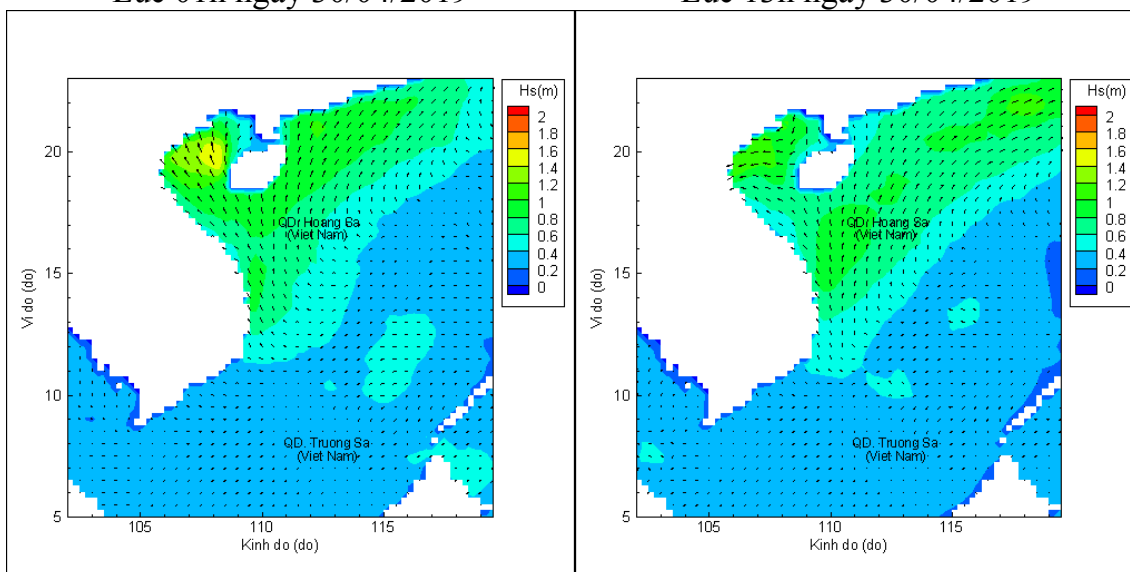 Lúc 01h ngày 30/04/2019
Hs(m)
2
1.8
1.6
1.4
1.2
1
0.8
0.6
0.4
0.2
0
20
15
10
5
Vi do (do)
QD. Hoang Sa
(Viet Nam)
QD. Truong Sa
(Viet Nam)
105
110
115
Kinh do (do)
Lúc 13h ngày 30/04/2019
Hs(m)
2
1.8
1.6
1.4
1.2
1
0.8
0.6
0.4
0.2
0
20
15
10
5
Vi do (do)
QD. Hoang Sa
(Viet Nam)
QD. Truong Sa
(Viet Nam)
105
110
115
Kinh do (do)